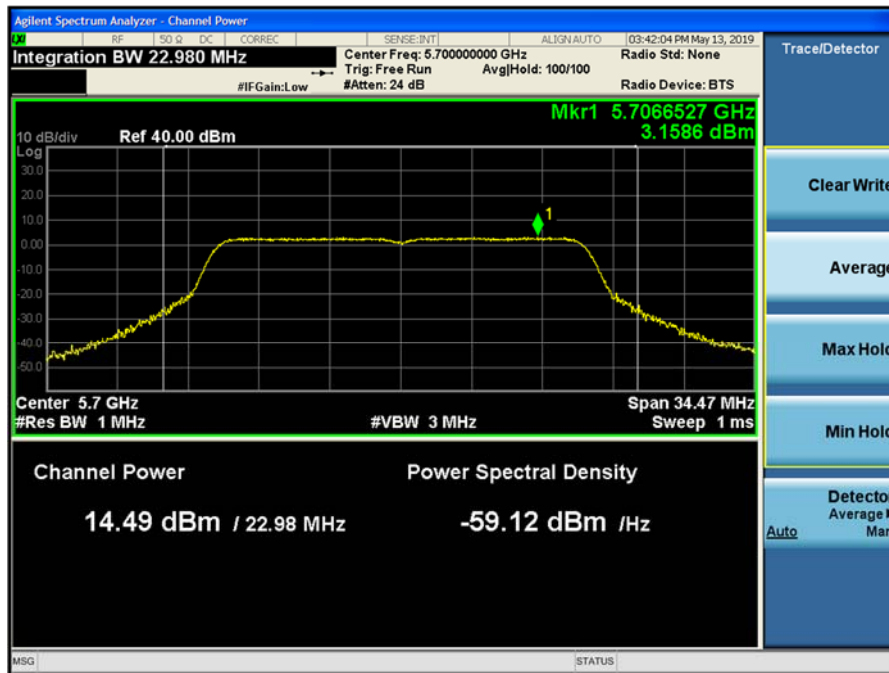 Agilent Spectrum Analyzer - Channel Power
LXI RF 50 Ω DC CORREC SENSE:INT ALIGN AUTO 03:42:04 PM May 13, 2019
Integration BW 22.980 MHz Center Freq: 5.700000000 GHz Radio Std: None
Trig: Free Run Avg|Hold: 100/100
#IFGain:Low #Atten: 24 dB Radio Device: BTS
Mkr1 5.7066527 GHz
3.1586 dBm
10 dB/div Ref 40.00 dBm
Log
30.0
20.0
10.0
1
0.00
-10.0
-20.0
-30.0
-40.0
-50.0
Center 5.7 GHz Span 34.47 MHz
#Res BW 1 MHz #VBW 3 MHz Sweep 1 ms
Channel Power Power Spectral Density
14.49 dBm / 22.98 MHz -59.12 dBm /Hz
MSG STATUS
Trace/Detector
Clear Write
Average
Max Hold
Min Hold
Detector
Average
Auto Man